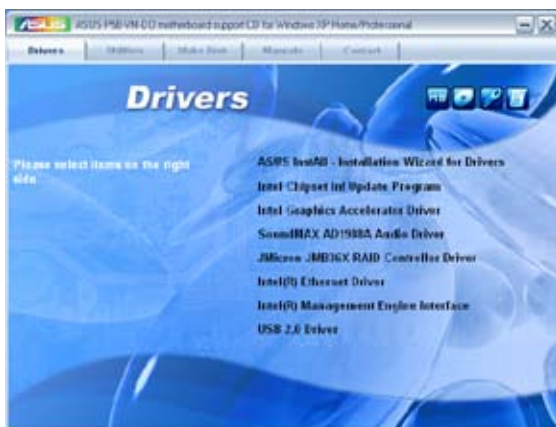 ASUS ASUS P5B-VM DO motherboard support CD for Windows XP Home/Professional
Drivers Utilities Make Disk Manuals Contact
Drivers
Please select items on the right
side.
ASUS InstAll - Installation Wizard for Drivers
Intel Chipset Inf Update Program
Intel Graphics Accelerator Driver
SoundMAX AD1988A Audio Driver
JMicron JMB36X RAID Controller Driver
Intel(R) Ethernet Driver
Intel(R) Management Engine Interface
USB 2.0 Driver